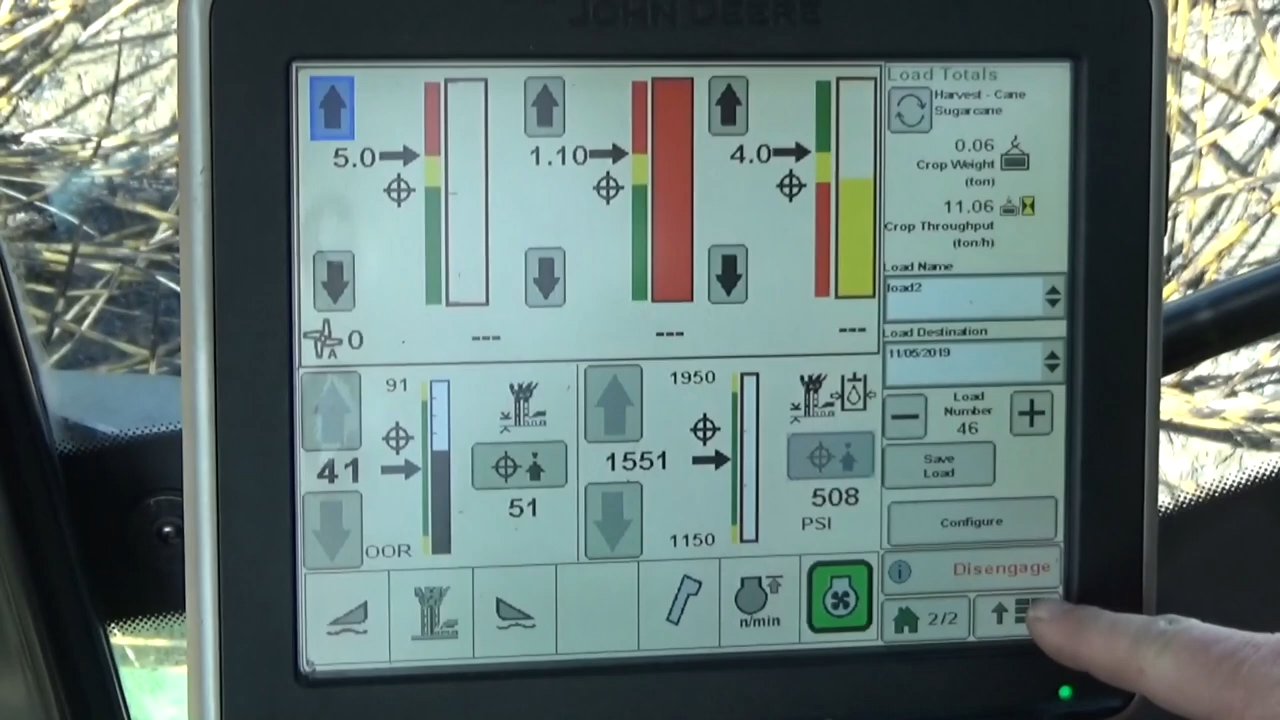 JOHN DEERE
5.0
1.10
4.0
0
A
---
---
---
91
41
OOR
51
1950
1551
1150
508
PSI
n/min
Load Totals
Harvest - Cane
Sugarcane
0.06
Crop Weight
(ton)
11.06
Crop Throughput
(ton/h)
Load Name
load2
Load Destination
11/05/2019
Load
Number
46
Save
Load
Configure
Disengage
2/2